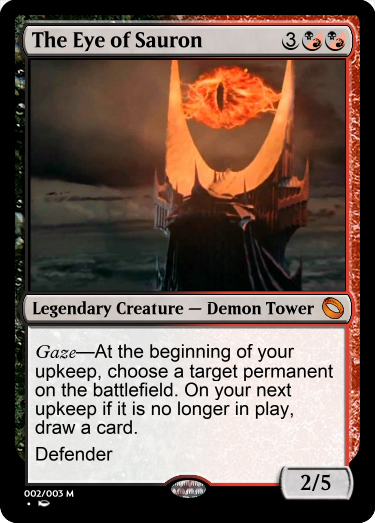 The Eye of Sauron 3
Legendary Creature — Demon Tower
Gaze—At the beginning of your
upkeep, choose a target permanent
on the battlefield. On your next
upkeep if it is no longer in play,
draw a card.
Defender
2/5
002/003 M